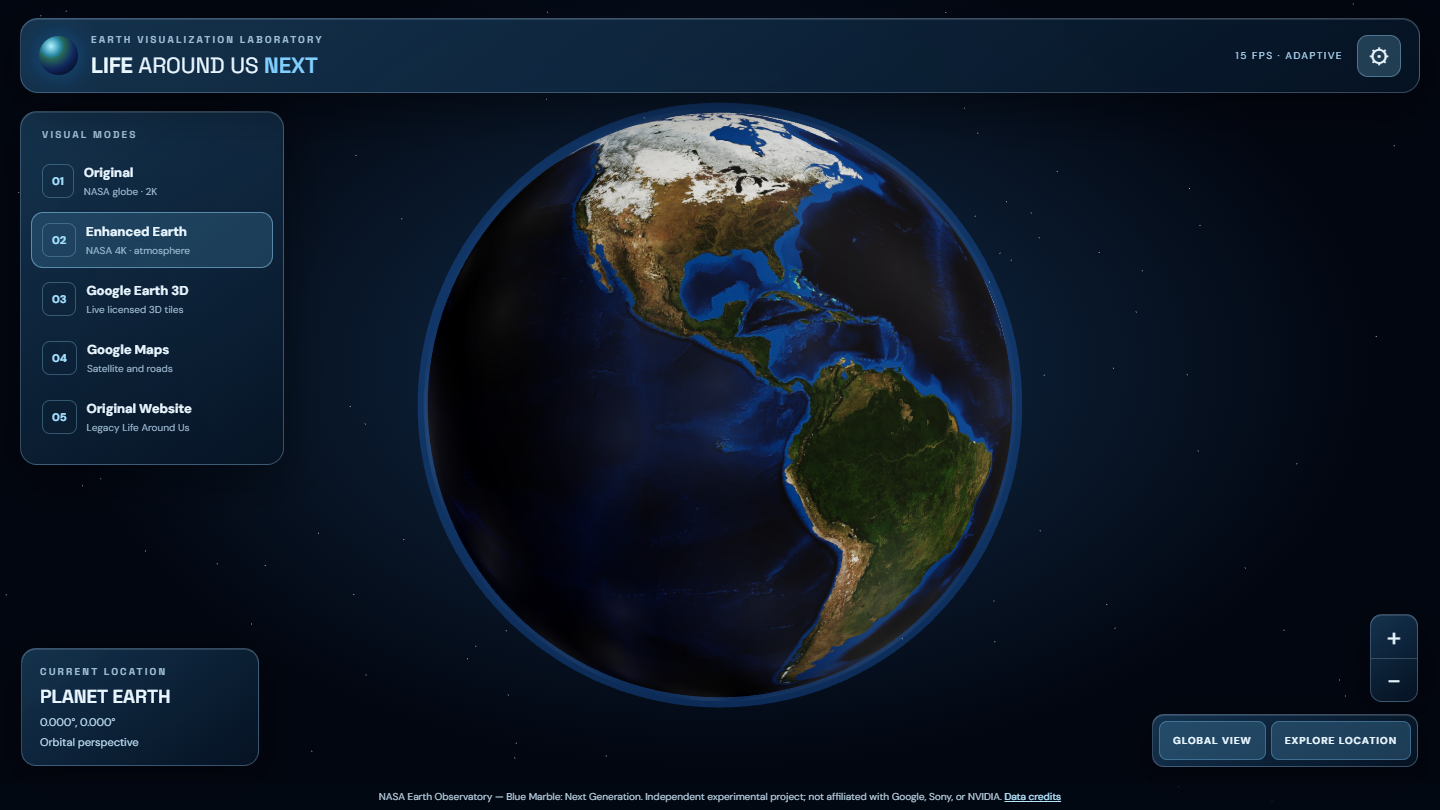 EARTH VISUALIZATION LABORATORY
LIFE AROUND US NEXT
15 FPS · ADAPTIVE
VISUAL MODES
01
Original
NASA globe · 2K
02
Enhanced Earth
NASA 4K · atmosphere
03
Google Earth 3D
Live licensed 3D tiles
04
Google Maps
Satellite and roads
05
Original Website
Legacy Life Around Us
CURRENT LOCATION
PLANET EARTH
0.000°, 0.000°
Orbital perspective
+
−
GLOBAL VIEW
EXPLORE LOCATION
NASA Earth Observatory — Blue Marble: Next Generation. Independent experimental project; not affiliated with Google, Sony, or NVIDIA. Data credits